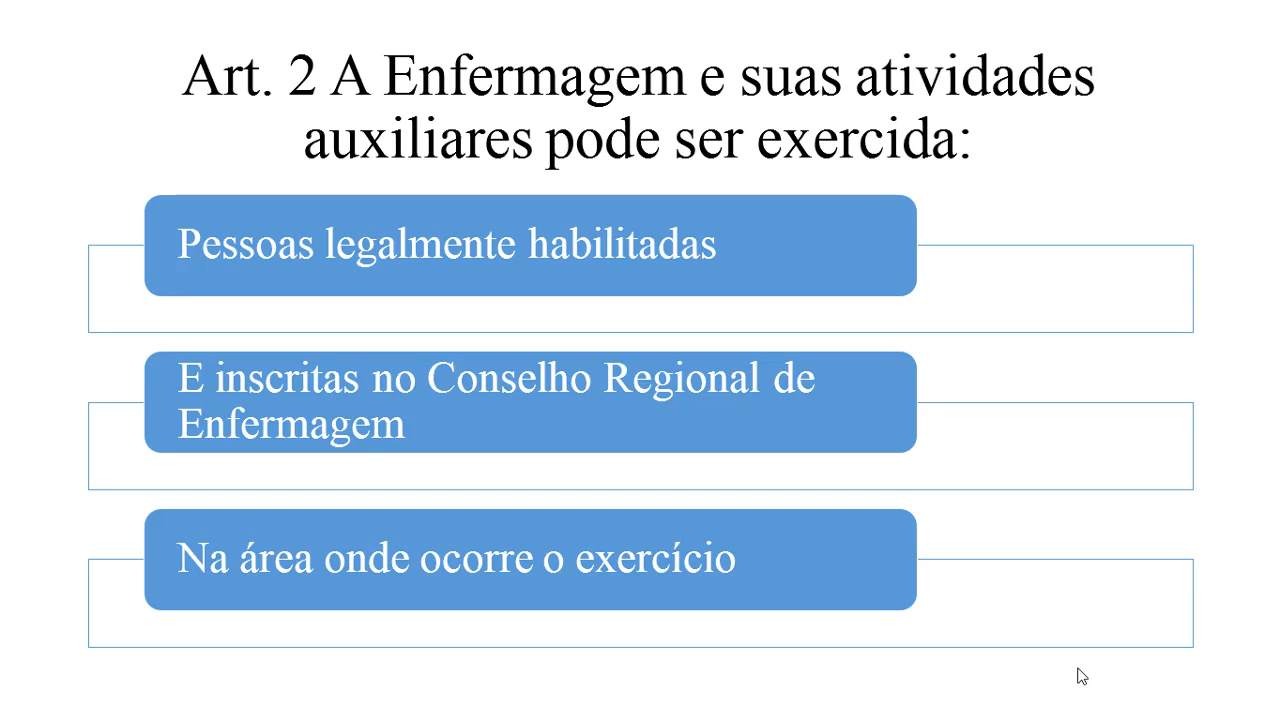 Art. 2 A Enfermagem e suas atividades
auxiliares pode ser exercida:
Pessoas legalmente habilitadas
E inscritas no Conselho Regional de
Enfermagem
Na área onde ocorre o exercício